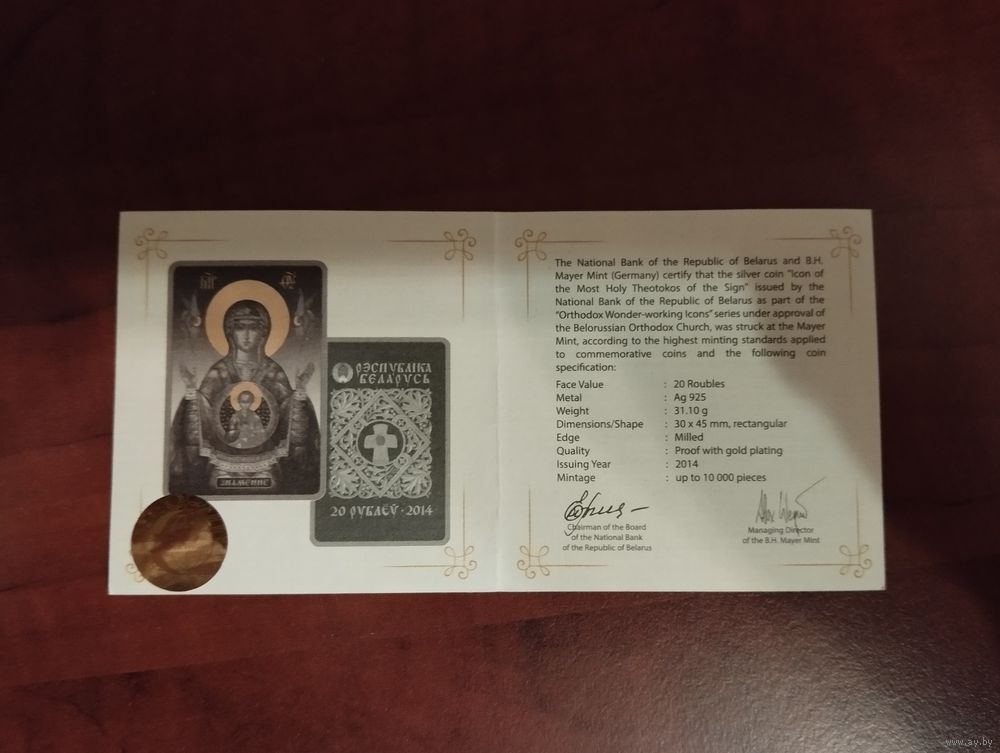 ЗНАМЕНИЕ
РЭСПУБЛІКА
БЕЛАРУСЬ
20 РУБЛЁЎ · 2014
The National Bank of the Republic of Belarus and B.H.
Mayer Mint (Germany) certify that the silver coin "Icon of
the Most Holy Theotokos of the Sign" issued by the
National Bank of the Republic of Belarus as part of the
"Orthodox Wonder-working Icons" series under approval of
the Belorussian Orthodox Church, was struck at the Mayer
Mint, according to the highest minting standards applied
to commemorative coins and the following coin
specification:
Face Value : 20 Roubles
Metal : Ag 925
Weight : 31.10 g
Dimensions/Shape : 30 x 45 mm, rectangular
Edge : Milled
Quality : Proof with gold plating
Issuing Year : 2014
Mintage : up to 10 000 pieces
Chairman of the Board
of the National Bank
of the Republic of Belarus
Managing Director
of the B.H. Mayer Mint
www.ay.by